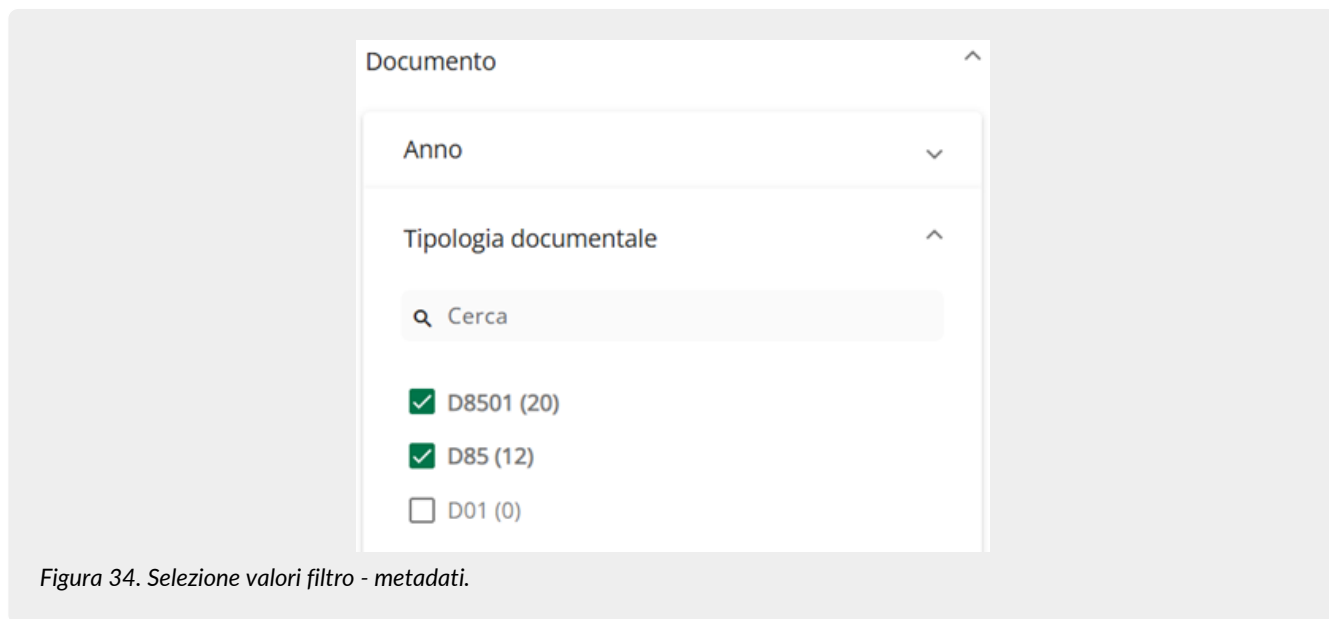 Documento
Anno
Tipologia documentale
Cerca
D8501 (20)
D85 (12)
D01 (0)
Figura 34. Selezione valori filtro - metadati.